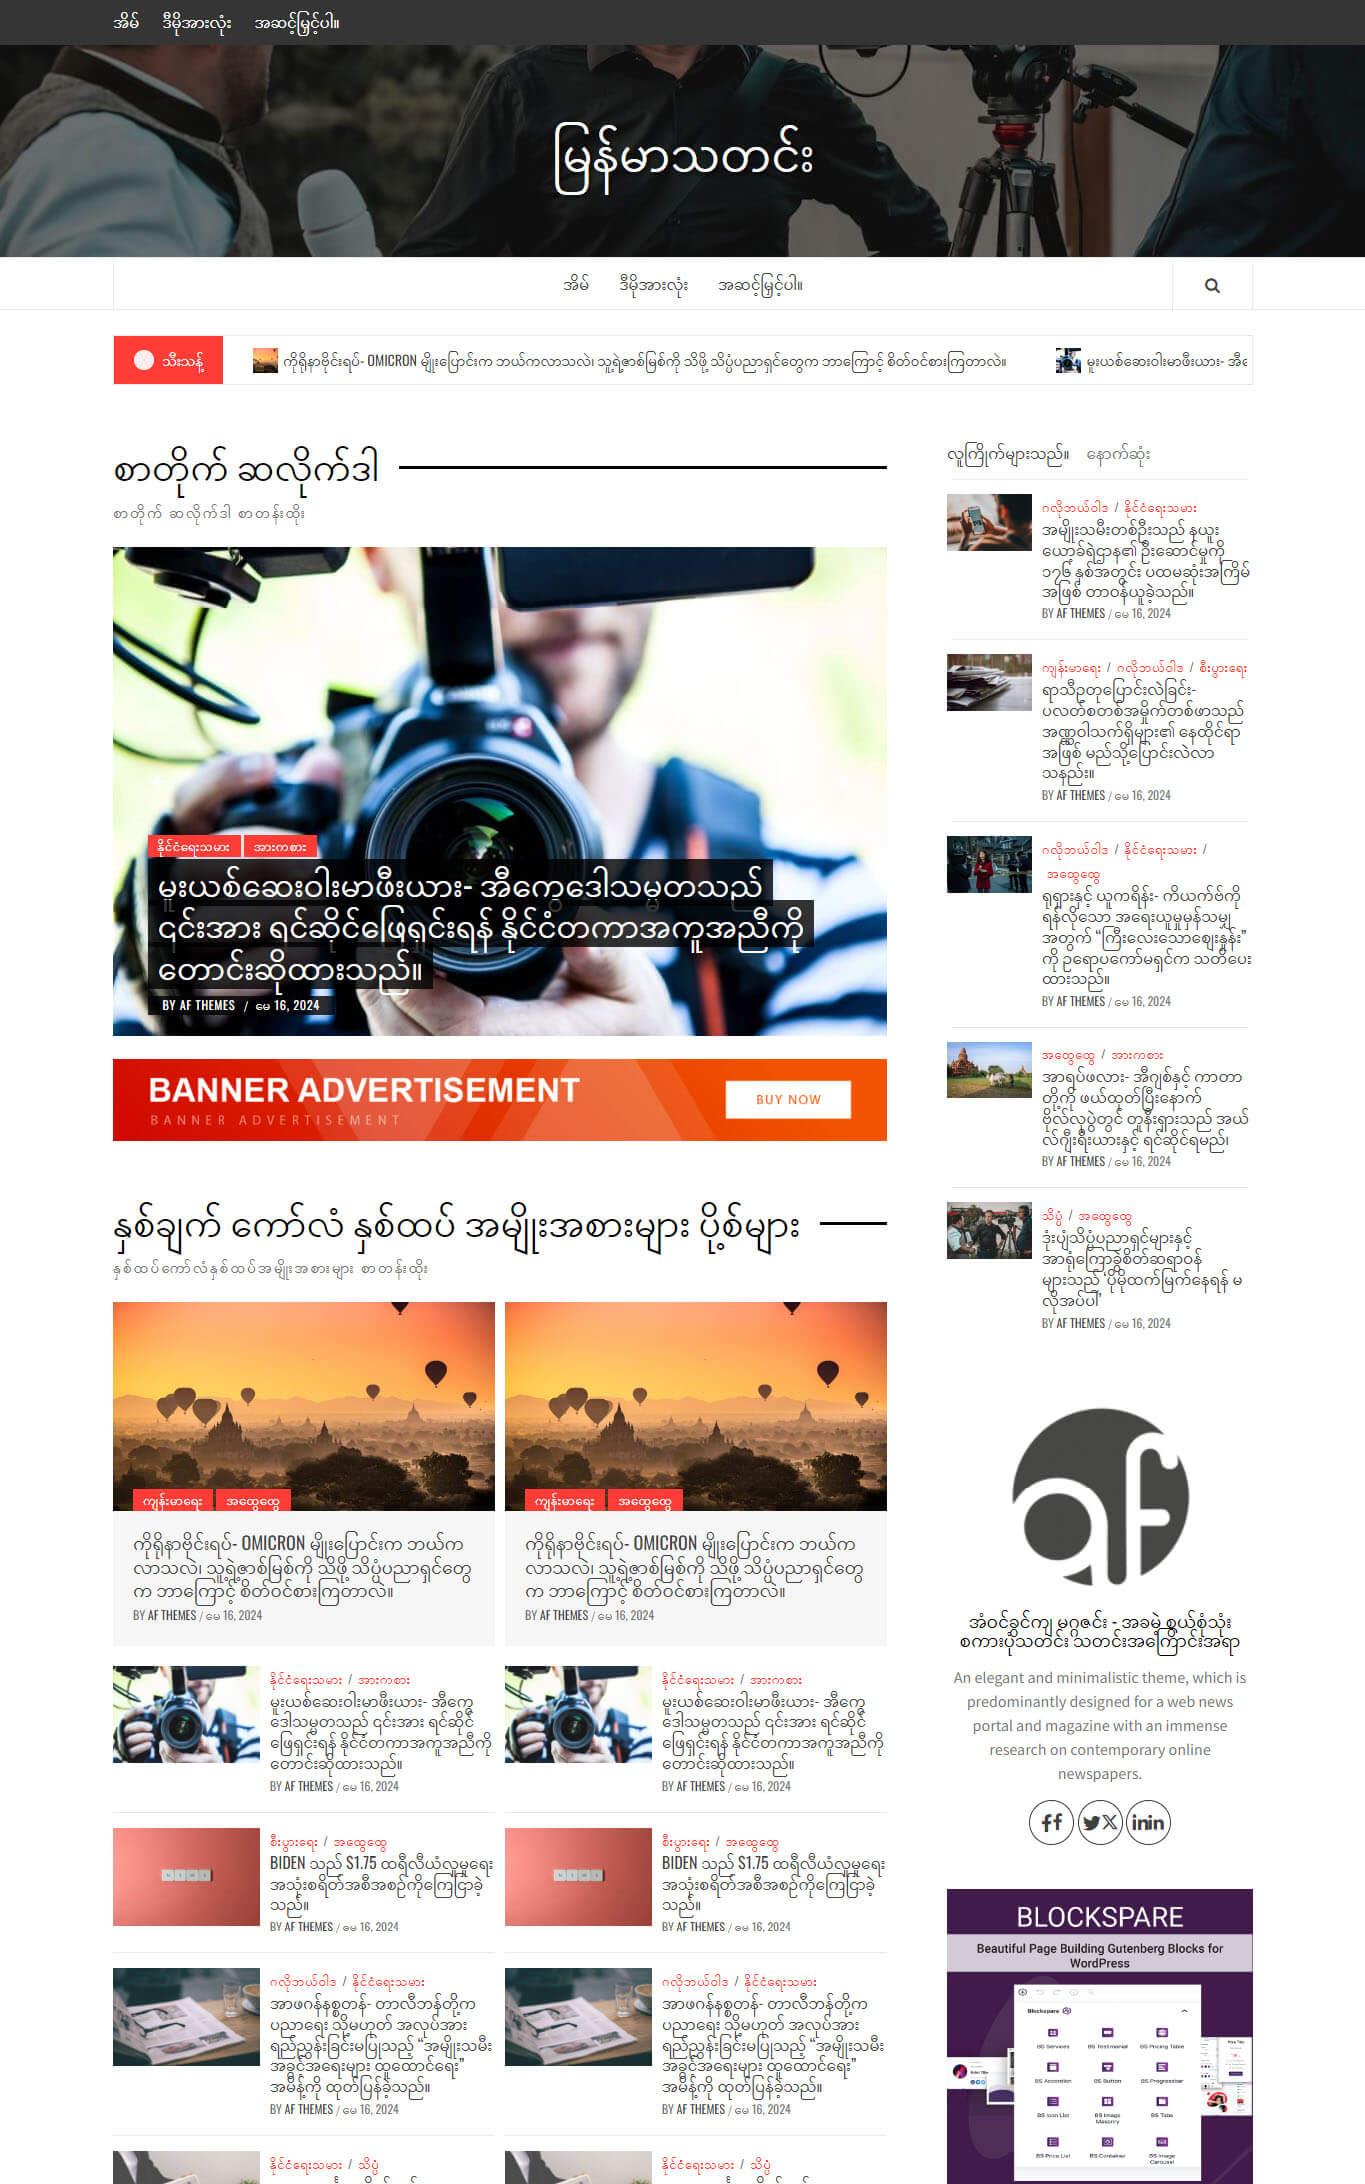 အိမ် ဒီမိုအားလုံး အဆင့်မြှင့်ပါ။
မြန်မာသတင်း
အိမ် ဒီမိုအားလုံး အဆင့်မြှင့်ပါ။
သီးသန့် ကိုရိုနာဗိုင်းရပ်- OMICRON မျိုးပြောင်းက ဘယ်ကလာသလဲ၊ သူ့ရဲ့ဇာစ်မြစ်ကို သိဖို့ သိပ္ပံပညာရှင်တွေက ဘာကြောင့် စိတ်ဝင်စားကြတာလဲ။ မူးယစ်ဆေးဝါးမာဖီးယား-
စာတိုက် ဆလိုက်ဒါ
စာတိုက် ဆလိုက်ဒါ စာတန်းထိုး
နိုင်ငံရေးသမား အားကစား
မူးယစ်ဆေးဝါးမာဖီးယား- အီကွေဒေါသမ္မတသည်
၎င်းအား ရင်ဆိုင်ဖြေရှင်းရန် နိုင်ငံတကာအကူအညီကို
တောင်းဆိုထားသည်။
BY AF THEMES / မေ 16, 2024
BANNER ADVERTISEMENT
BANNER ADVERTISEMENT
BUY NOW
နှစ်ချက် ကော်လံ နှစ်ထပ် အမျိုးအစားများ ပို့စ်များ
နှစ်ထပ်ကော်လံနှစ်ထပ်အမျိုးအစားများ စာတန်းထိုး
ကျန်းမာရေး အထွေထွေ
ကိုရိုနာဗိုင်းရပ်- OMICRON မျိုးပြောင်းက ဘယ်က
လာသလဲ၊ သူ့ရဲ့ဇာစ်မြစ်ကို သိဖို့ သိပ္ပံပညာရှင်တွေ
က ဘာကြောင့် စိတ်ဝင်စားကြတာလဲ။
BY AF THEMES / မေ 16, 2024
နိုင်ငံရေးသမား / အားကစား
မူးယစ်ဆေးဝါးမာဖီးယား- အီကွေ
ဒေါသမ္မတသည် ၎င်းအား ရင်ဆိုင်
ဖြေရှင်းရန် နိုင်ငံတကာအကူအညီကို
တောင်းဆိုထားသည်။
BY AF THEMES / မေ 16, 2024
စီးပွားရေး / အထွေထွေ
BIDEN သည် $1.75 ထရီလီယံလူမှုရေး
အသုံးစရိတ်အစီအစဉ်ကိုကြေငြာခဲ့
သည်။
BY AF THEMES / မေ 16, 2024
ဂလိုဘယ်ဝါဒ / နိုင်ငံရေးသမား
အာဖဂန်နစ္စတန်- တာလီဘန်တို့က
ပညာရေး သို့မဟုတ် အလုပ်အား
ရည်ညွှန်းခြင်းမပြုသည့် “အမျိုးသမီး
အခွင့်အရေးများ ထူထောင်ရေး”
အမိန့်ကို ထုတ်ပြန်ခဲ့သည်။
BY AF THEMES / မေ 16, 2024
နိုင်ငံရေးသမား / သိပ္ပံ
ကျန်းမာရေး အထွေထွေ
ကိုရိုနာဗိုင်းရပ်- OMICRON မျိုးပြောင်းက ဘယ်က
လာသလဲ၊ သူ့ရဲ့ဇာစ်မြစ်ကို သိဖို့ သိပ္ပံပညာရှင်တွေ
က ဘာကြောင့် စိတ်ဝင်စားကြတာလဲ။
BY AF THEMES / မေ 16, 2024
နိုင်ငံရေးသမား / အားကစား
မူးယစ်ဆေးဝါးမာဖီးယား- အီကွေ
ဒေါသမ္မတသည် ၎င်းအား ရင်ဆိုင်
ဖြေရှင်းရန် နိုင်ငံတကာအကူအညီကို
တောင်းဆိုထားသည်။
BY AF THEMES / မေ 16, 2024
စီးပွားရေး / အထွေထွေ
BIDEN သည် $1.75 ထရီလီယံလူမှုရေး
အသုံးစရိတ်အစီအစဉ်ကိုကြေငြာခဲ့
သည်။
BY AF THEMES / မေ 16, 2024
ဂလိုဘယ်ဝါဒ / နိုင်ငံရေးသမား
အာဖဂန်နစ္စတန်- တာလီဘန်တို့က
ပညာရေး သို့မဟုတ် အလုပ်အား
ရည်ညွှန်းခြင်းမပြုသည့် “အမျိုးသမီး
အခွင့်အရေးများ ထူထောင်ရေး”
အမိန့်ကို ထုတ်ပြန်ခဲ့သည်။
BY AF THEMES / မေ 16, 2024
နိုင်ငံရေးသမား / သိပ္ပံ
လူကြိုက်များသည်။ နောက်ဆုံး
ဂလိုဘယ်ဝါဒ / နိုင်ငံရေးသမား
အမျိုးသမီးတစ်ဦးသည် နယူး
ယော့ခ်ရဲဌာန၏ ဦးဆောင်မှုကို
၁၇၆ နှစ်အတွင်း ပထမဆုံးအကြိမ်
အဖြစ် တာဝန်ယူခဲ့သည်။
BY AF THEMES / မေ 16, 2024
ကျန်းမာရေး / ဂလိုဘယ်ဝါဒ / စီးပွားရေး
ရာသီဥတုပြောင်းလဲခြင်း-
ပလတ်စတစ်အမှိုက်တစ်ဖာသည်
အဏ္ဏဝါသက်ရှိများ၏ နေထိုင်ရာ
အဖြစ် မည်သို့ပြောင်းလဲလာ
သနည်း။
BY AF THEMES / မေ 16, 2024
ဂလိုဘယ်ဝါဒ / နိုင်ငံရေးသမား /
အထွေထွေ
ရုရှားနှင့် ယူကရိန်း- ကိယက်ဗ်ကို
ရန်လိုသော အရေးယူမှုမှန်သမျှ
အတွက် “ကြီးလေးသောဈေးနှုန်း”
ကို ဥရောပကော်မရှင်က သတိပေး
ထားသည်။
BY AF THEMES / မေ 16, 2024
အထွေထွေ / အားကစား
အာရပ်ဖလား- အီဂျစ်နှင့် ကာတာ
တို့ကို ဖယ်ထုတ်ပြီးနောက်
ဗိုလ်လုပွဲတွင် တူနီးရှားသည် အယ်
လ်ဂျီးရီးယားနှင့် ရင်ဆိုင်ရမည်၊
BY AF THEMES / မေ 16, 2024
သိပ္ပံ / အထွေထွေ
ဒုံးပျံသိပ္ပံပညာရှင်များနှင့်
အာရုံကြောခွဲစိတ်ဆရာဝန်
များသည် ‘ပိုမိုထက်မြက်နေရန် မ
လိုအပ်ပါ’
BY AF THEMES / မေ 16, 2024
af
အံဝင်ခွင်ကျ မဂ္ဂဇင်း - အခမဲ့ စွယ်စုံသုံး
စကားပုံသတင်း သတင်းအကြောင်းအရာ
An elegant and minimalistic theme, which is
predominantly designed for a web news
portal and magazine with an immense
research on contemporary online
newspapers.
BLOCKSPARE
Beautiful Page Building Gutenberg Blocks for
WordPress
Blockspare
BS Services BS Testimonial BS Pricing Table
BS Accordion BS Button BS Progressbar
BS Icon List BS Image Masonry BS Tabs
BS Price List BS Container BS Image Carousel